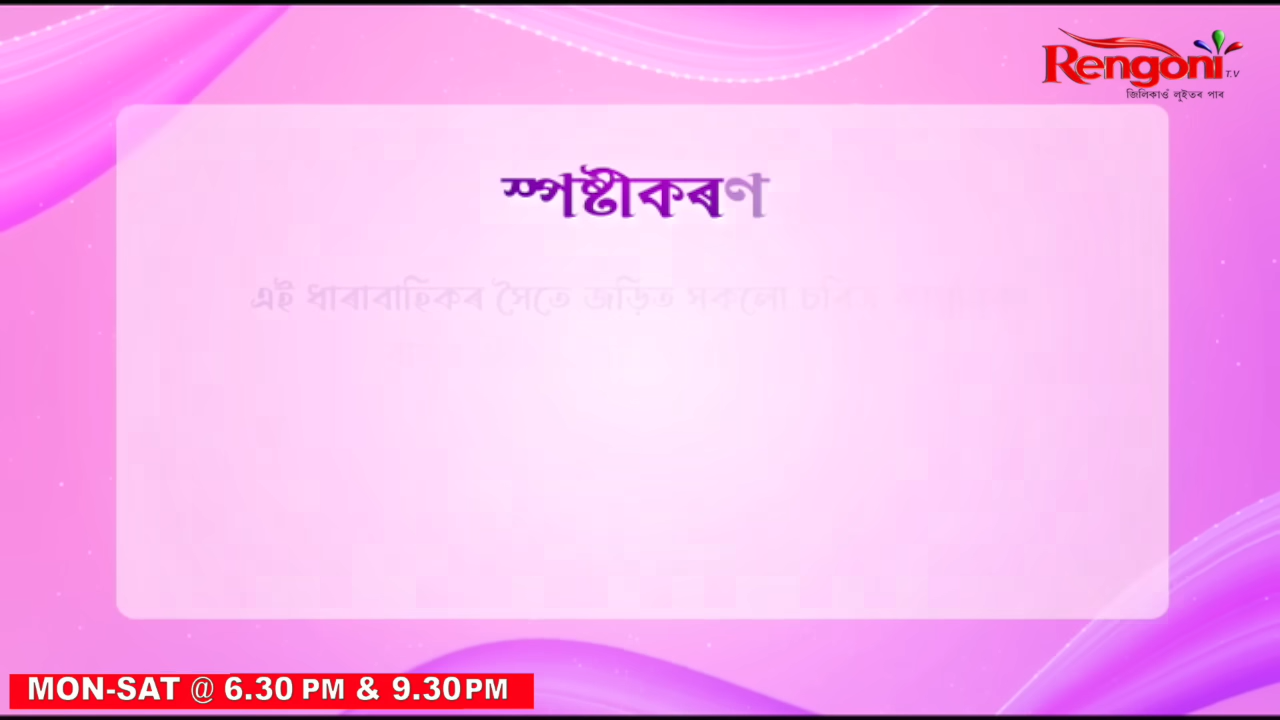 Rengoni T.V
জিলিকাওঁ লুইতৰ পাৰ
স্পষ্টীকৰণ
এই ধাৰাবাহিকৰ সৈতে জড়িত সকলো
MON-SAT @ 6.30 PM & 9.30PM